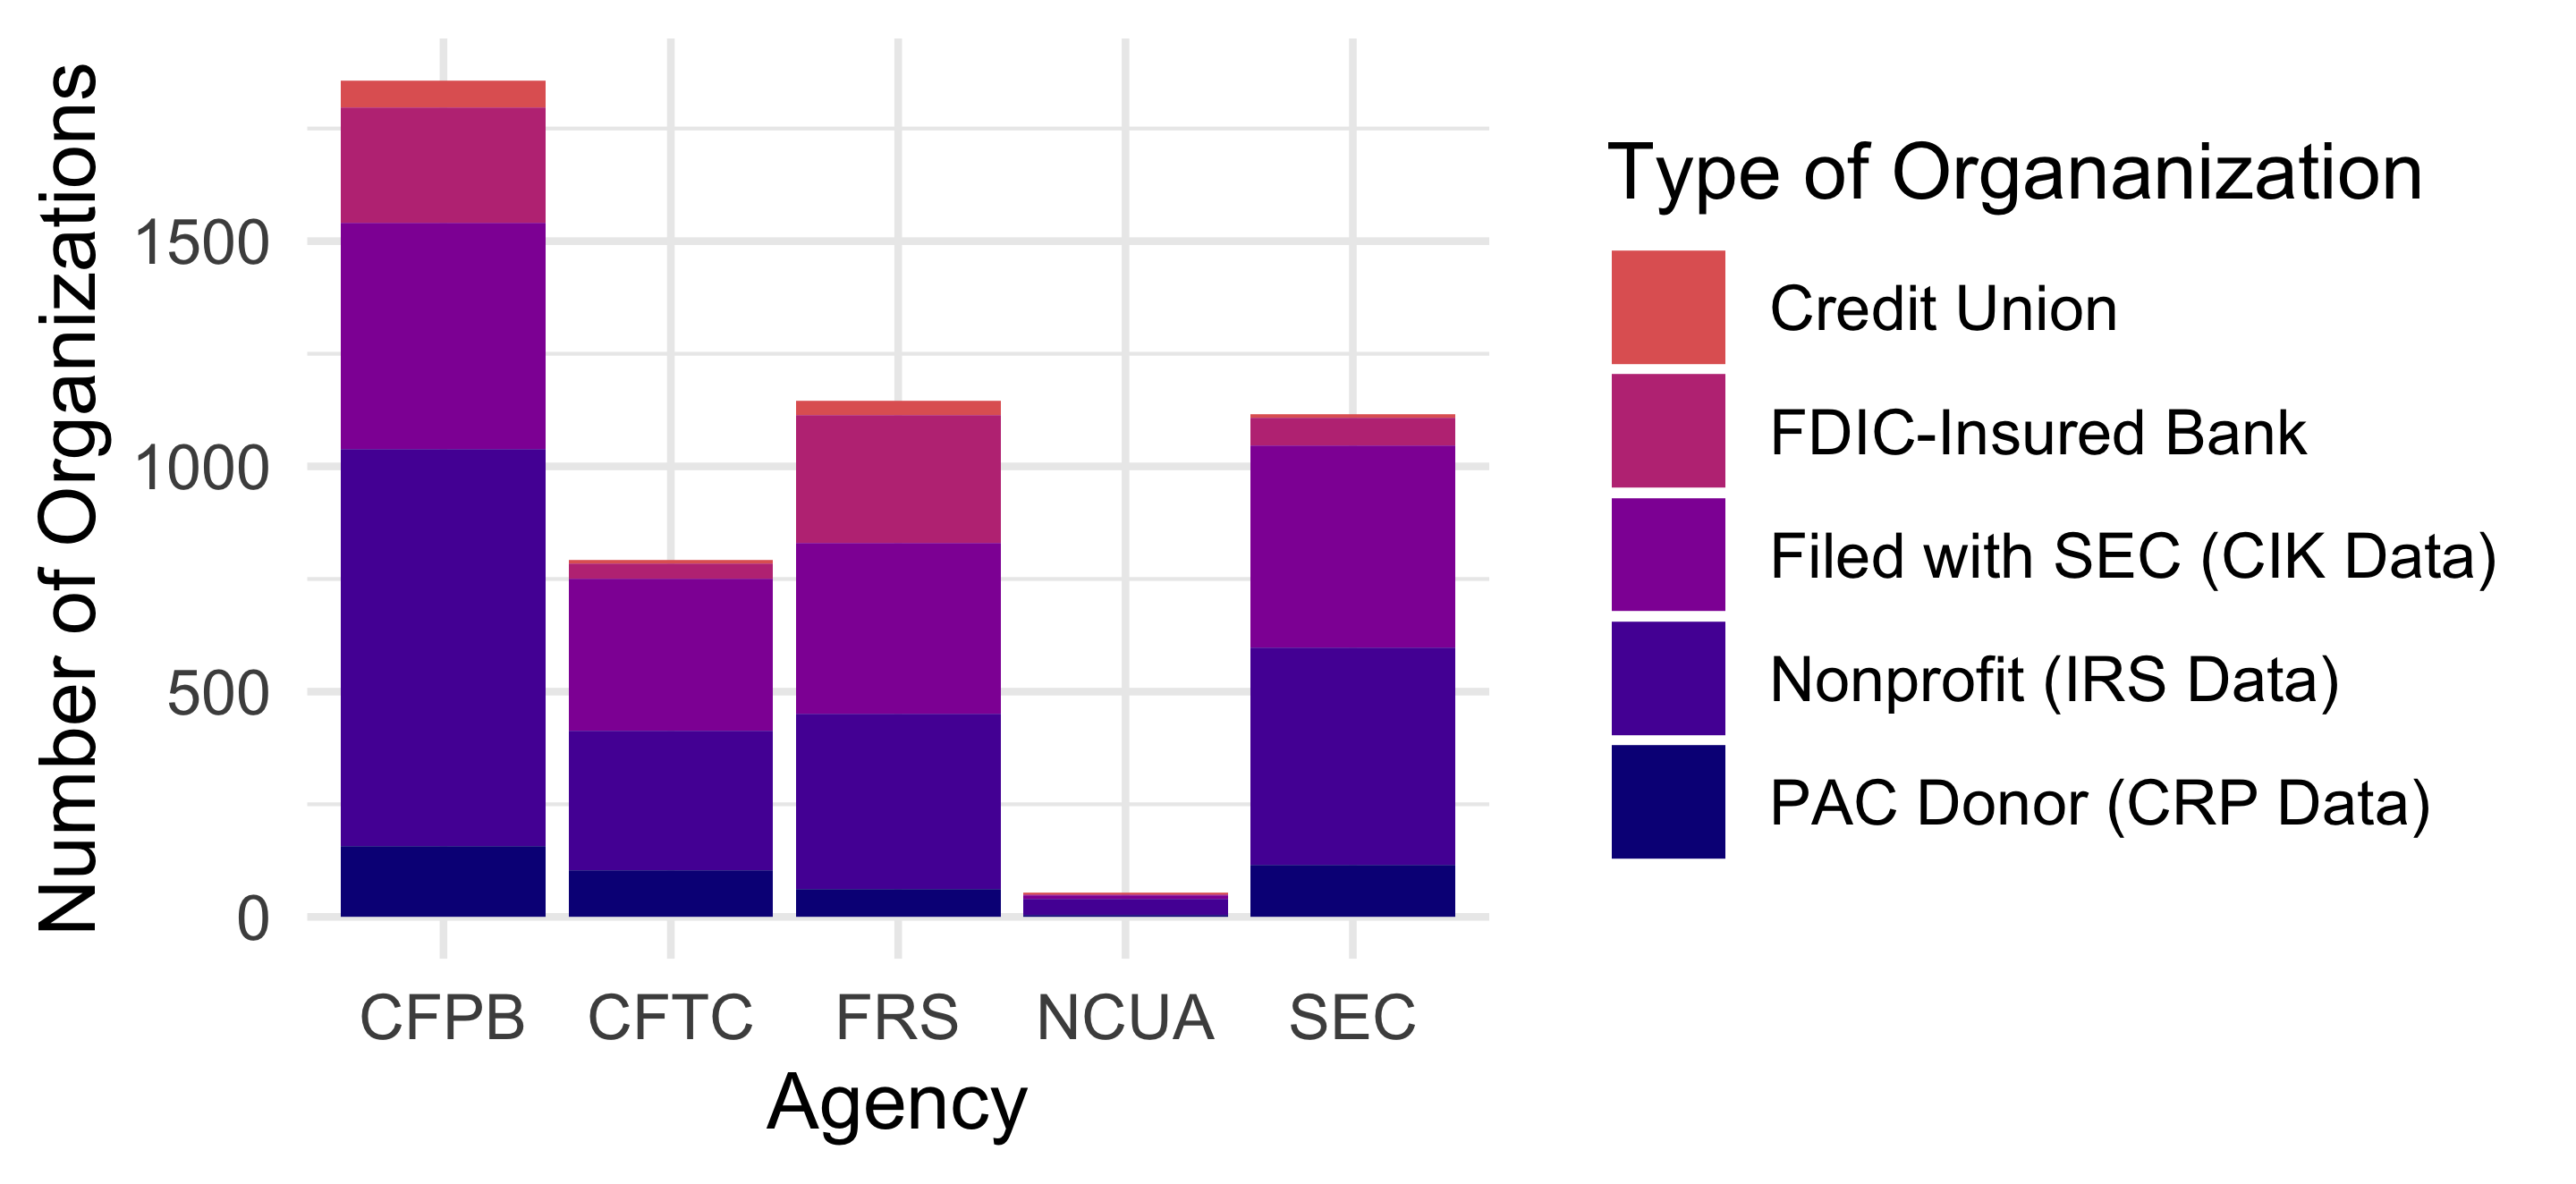 Number of Organizations
1500
1000
500
0
CFPB CFTC FRS NCUA SEC
Agency
Type of Organanization
Credit Union
FDIC-Insured Bank
Filed with SEC (CIK Data)
Nonprofit (IRS Data)
PAC Donor (CRP Data)